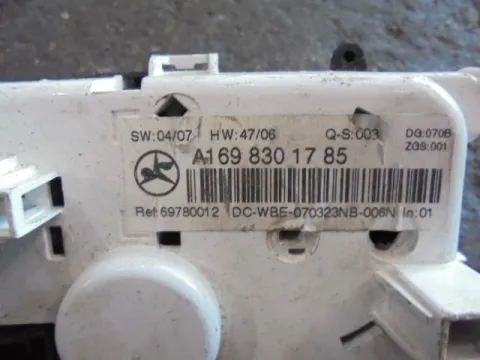 SW:04/07 HW:47/06 Q-S:003 DG:070B
ZGS:001
A169 830 17 85
Ref:69780012 DC-WBE-070323NB-006N In:01